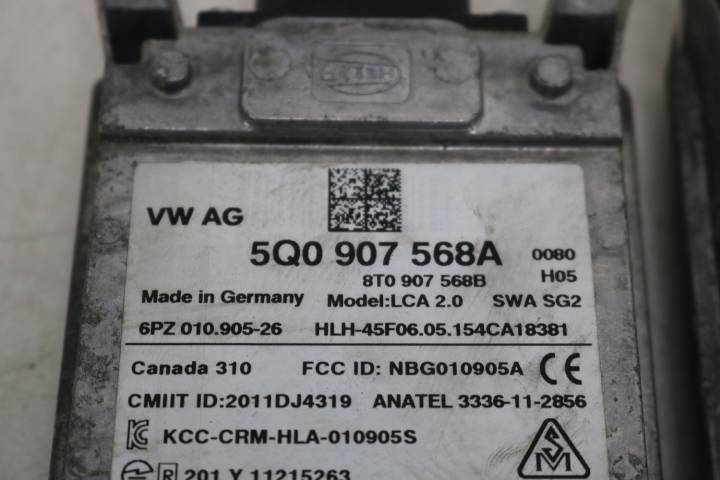 HELLA
VW AG
5Q0 907 568A 0080
8T0 907 568B H05
Made in Germany Model:LCA 2.0 SWA SG2
6PZ 010.905-26 HLH-45F06.05.154CA18381
Canada 310 FCC ID: NBG010905A CE
CMIIT ID:2011DJ4319 ANATEL 3336-11-2856
KCC-CRM-HLA-010905S
R 201 Y 11215263
S M